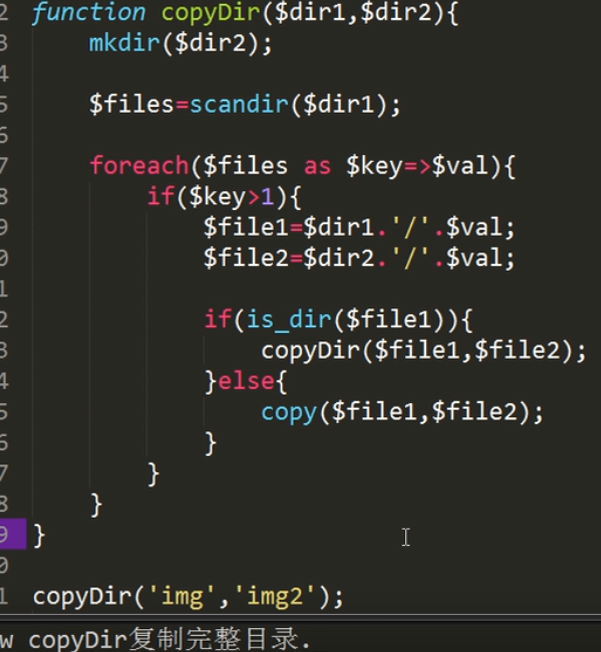 2 function copyDir($dir1,$dir2){
3     mkdir($dir2);
4
5     $files=scandir($dir1);
6
7     foreach($files as $key=>$val){
8         if($key>1){
9             $file1=$dir1.'/'.$val;
0             $file2=$dir2.'/'.$val;
1
2             if(is_dir($file1)){
3                 copyDir($file1,$file2);
4             }else{
5                 copy($file1,$file2);
6             }
7         }
8     }
9 }
0
1 copyDir('img','img2');
w copyDir复制完整目录.